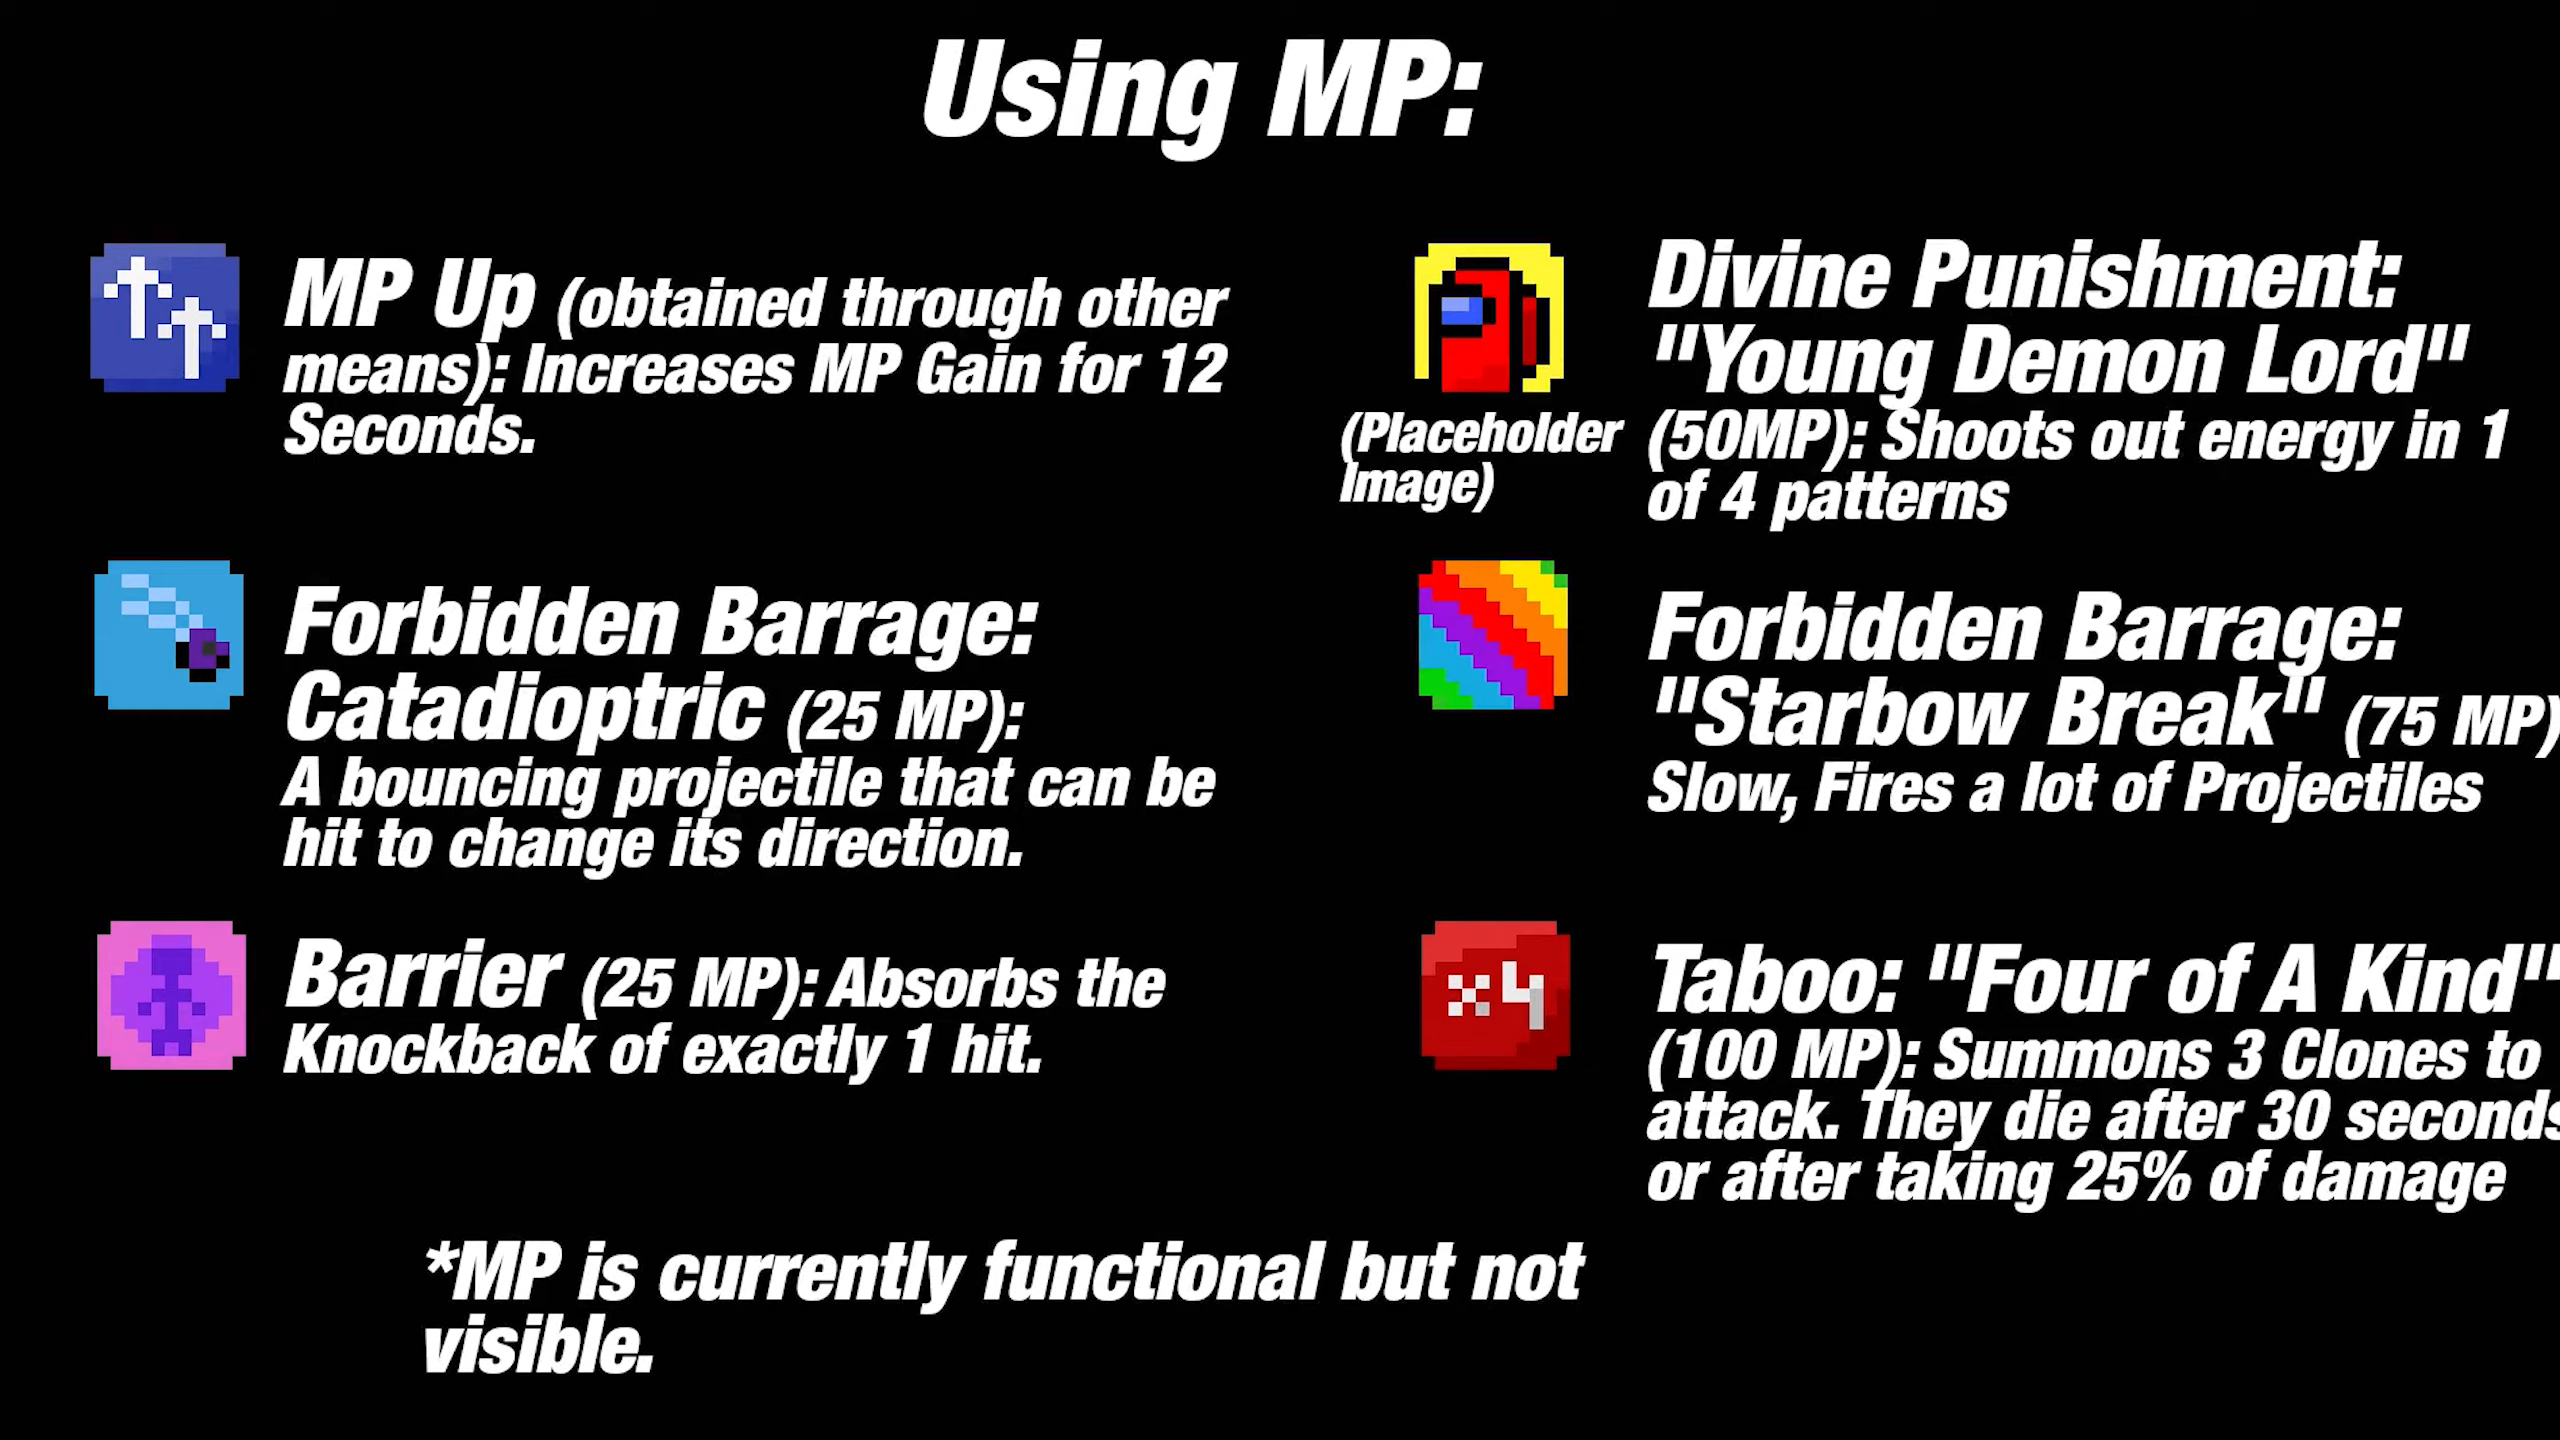 Using MP:
MP Up (obtained through other
means): Increases MP Gain for 12
Seconds.
Forbidden Barrage:
Catadioptric (25 MP):
A bouncing projectile that can be
hit to change its direction.
Barrier (25 MP): Absorbs the
Knockback of exactly 1 hit.
(Placeholder
Image)
Divine Punishment:
"Young Demon Lord"
(50MP): Shoots out energy in 1
of 4 patterns
Forbidden Barrage:
"Starbow Break" (75 MP)
Slow, Fires a lot of Projectiles
x4
Taboo: "Four of A Kind"
(100 MP): Summons 3 Clones to
attack. They die after 30 seconds
or after taking 25% of damage
*MP is currently functional but not
visible.